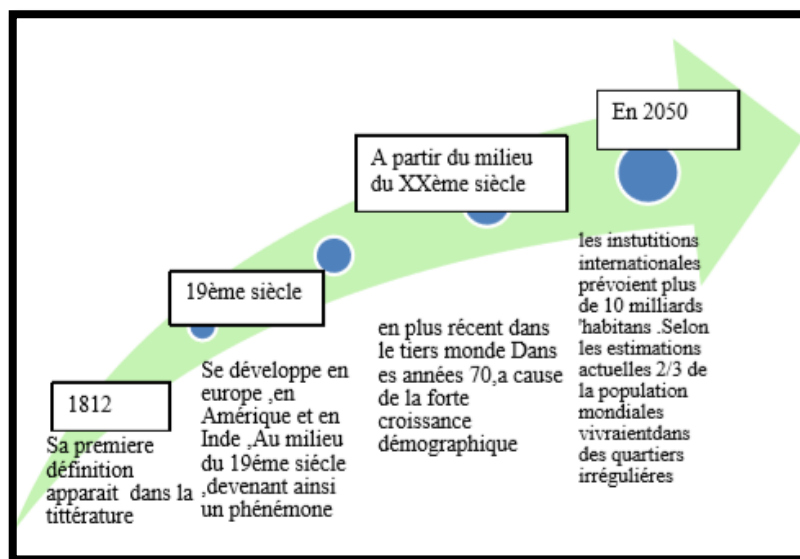 1812
Sa premiere
définition
apparait dans la
tittérature
19ème siècle
Se développe en
europe ,en
Amérique et en
Inde ,Au milieu
du 19éme siécle
,devenant ainsi
un phénémone
A partir du milieu
du XXème siècle
en plus récent dans
le tiers monde Dans
es années 70,a cause
de la forte
croissance
démographique
En 2050
les instutitions
internationales
prévoient plus
de 10 milliards
'habitans .Selon
les estimations
actuelles 2/3 de
la population
mondiales
vivraientdans
des quartiers
irréguliéres